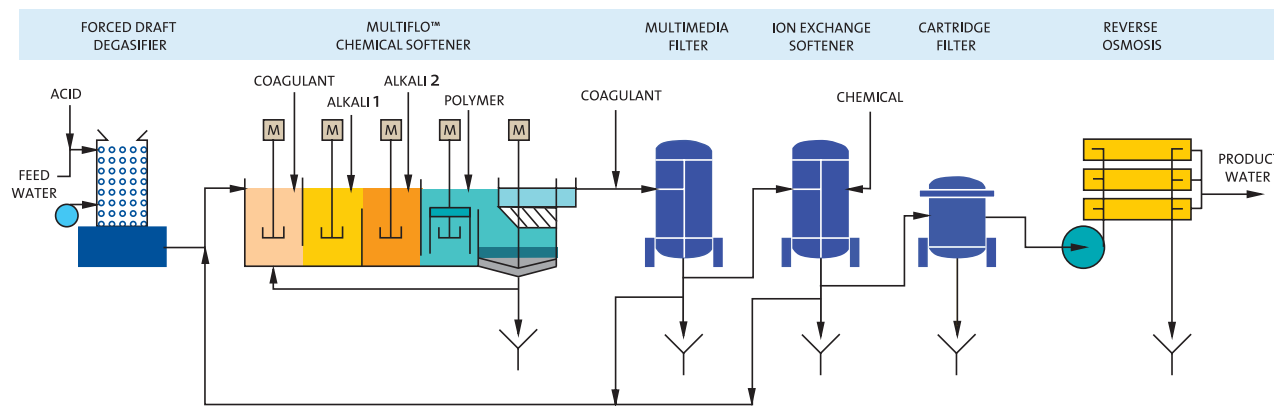 FORCED DRAFT
DEGASIFIER
MULTIFLO™
CHEMICAL SOFTENER
MULTIMEDIA
FILTER
ION EXCHANGE
SOFTENER
CARTRIDGE
FILTER
REVERSE
OSMOSIS
ACID
FEED
WATER
COAGULANT
ALKALI 1
ALKALI 2
POLYMER
M
M
M
M
M
COAGULANT
CHEMICAL
PRODUCT
WATER